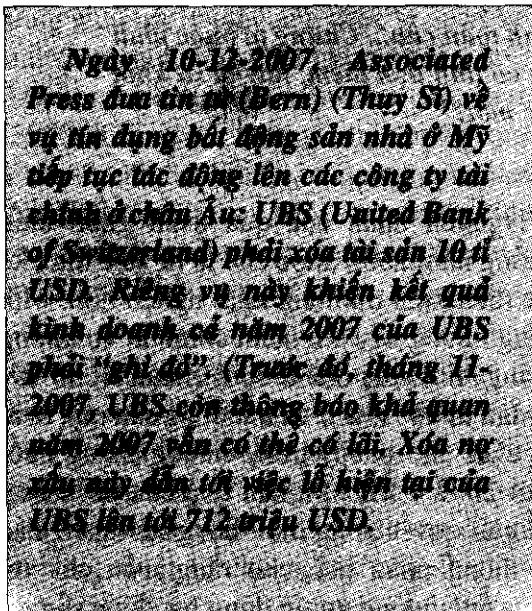 Ngày 10-12-2007, Associated
Press đưa tin từ (Bern) (Thuỵ Sĩ) về
vụ tín dụng bất động sản nhà ở Mỹ
tiếp tục tác động lên các công ty tài
chính ở châu Âu: UBS (United Bank
of Switzerland) phải xóa tài sản 10 tỉ
USD. Riêng vụ này khiến kết quả
kinh doanh cả năm 2007 của UBS
phải “ghi đỏ”. (Trước đó, tháng 11-
2007, UBS còn thông báo khả quan
năm 2007 vẫn có thể có lãi. Xóa nợ
xấu này dẫn tới việc lỗ hiện tại của
UBS lên tới 712 triệu USD.